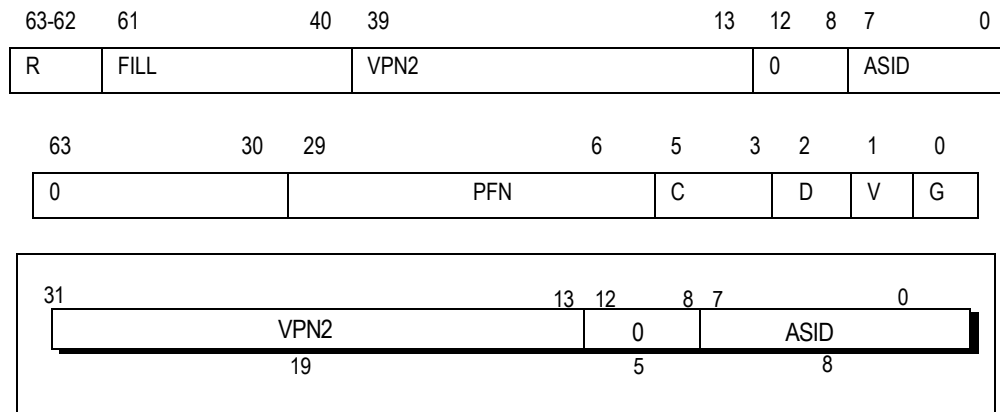 63-62 61 40 39 13 12 8 7 0
R FILL VPN2 0 ASID
63 30 29 6 5 3 2 1 0
0 PFN C D V G
31 13 12 8 7 0
VPN2 0 ASID
19 5 8